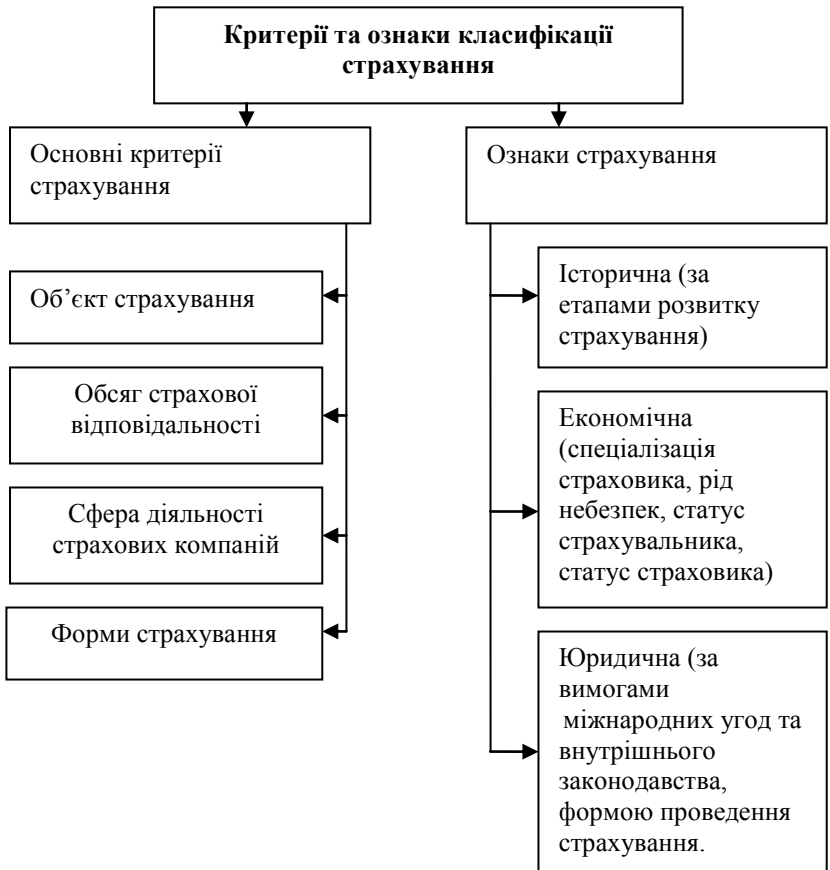 Критерії та ознаки класифікації
страхування
Основні критерії
страхування
Об’єкт страхування
Обсяг страхової
відповідальності
Сфера діяльності
страхових компаній
Форми страхування
Ознаки страхування
Історична (за
етапами розвитку
страхування)
Економічна
(спеціалізація
страховика, рід
небезпек, статус
страхувальника,
статус страховика)
Юридична (за
вимогами
міжнародних угод та
внутрішнього
законодавства,
формою проведення
страхування.